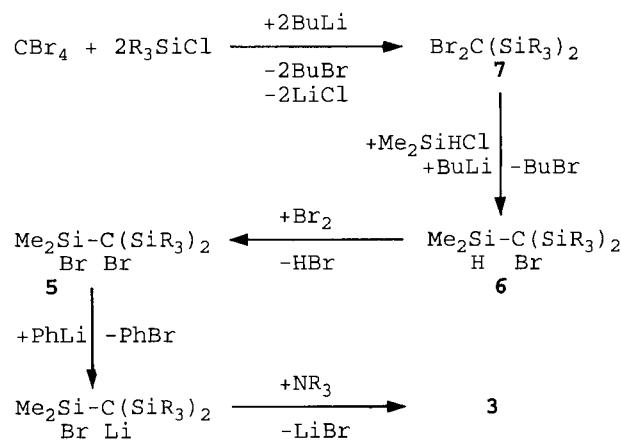 +2BuLi
CBr₄ + 2R₃SiCl
Br₂C(SiR₃)₂
-2BuBr
-2LiCl
7
+Me₂SiHCl
+BuLi
-BuBr
+Br₂
Me₂Si-C(SiR₃)₂
Br Br
-HBr
Me₂Si-C(SiR₃)₂
H Br
5
6
+PhLi
-PhBr
+NR₃
Me₂Si-C(SiR₃)₂
Br Li
-LiBr
3